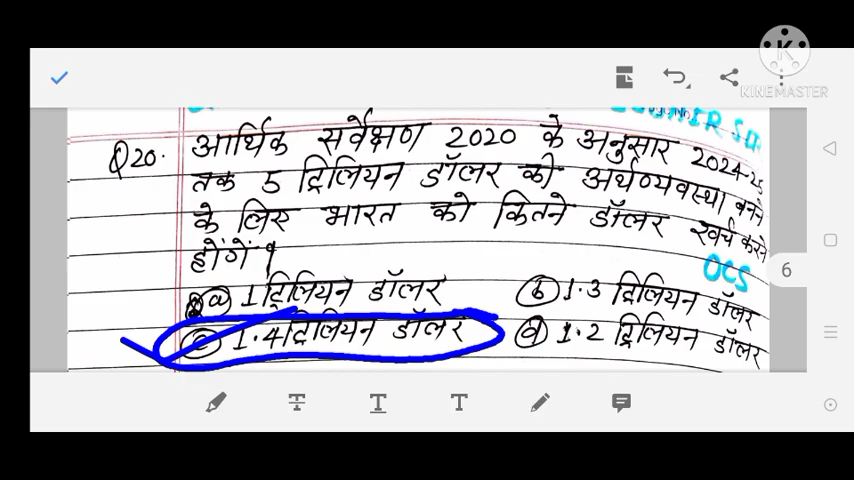 KINEMASTER
Q20. आर्थिक सर्वेक्षण 2020 के अनुसार 2024-25
तक 5 ट्रिलियन डॉलर की अर्थव्यवस्था बनने
के लिए भारत को कितने डॉलर खर्च करने
होंगें।
OCS
6
(a) 1 ट्रिलियन डॉलर (b) 1.3 ट्रिलियन डॉलर
(c) 1.4 ट्रिलियन डॉलर (d) 1.2 ट्रिलियन डॉलर